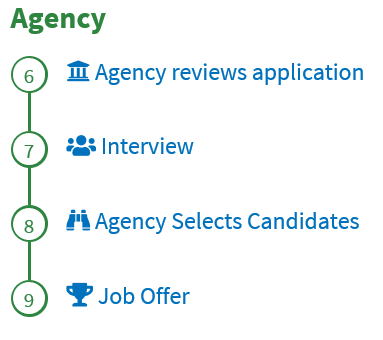 Agency
6 Agency reviews application
7 Interview
8 Agency Selects Candidates
9 Job Offer